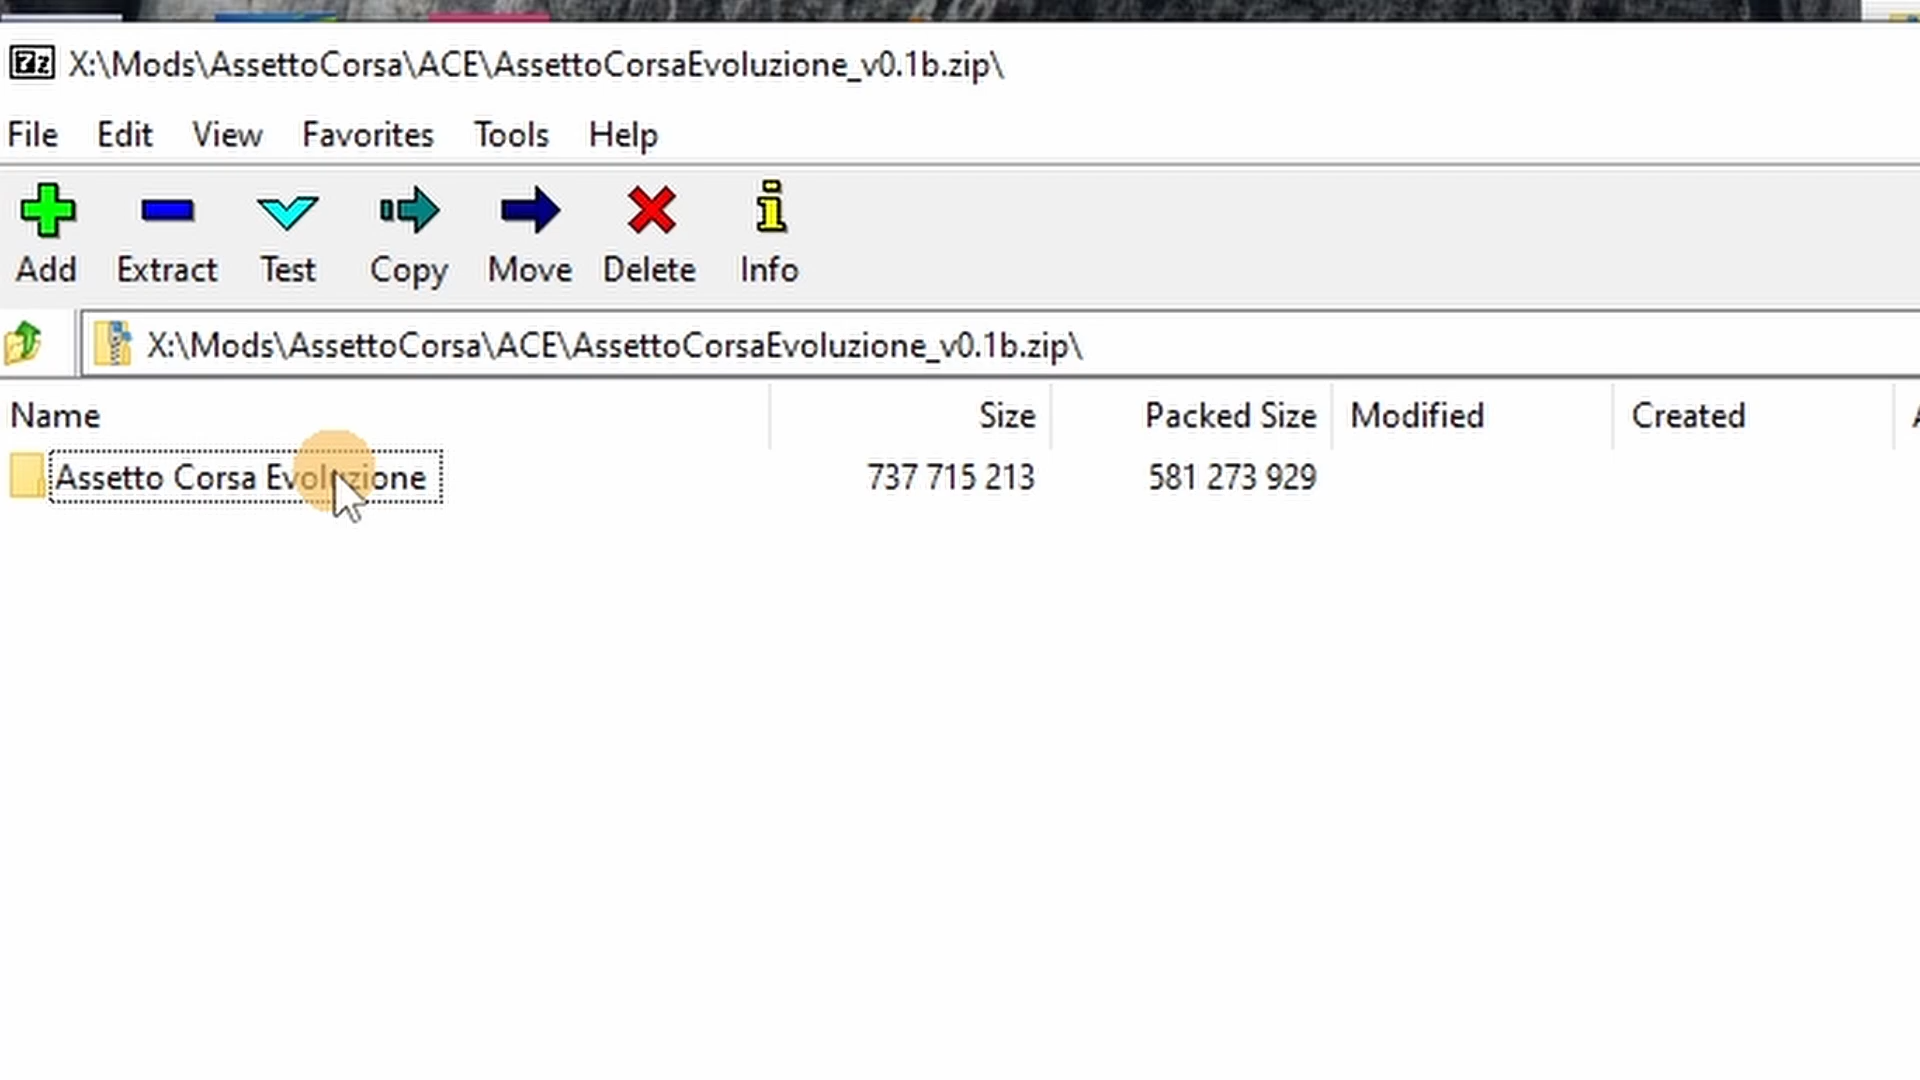 X:\Mods\AssettoCorsa\ACE\AssettoCorsaEvoluzione_v0.1b.zip\
File Edit View Favorites Tools Help
Add Extract Test Copy Move Delete Info
X:\Mods\AssettoCorsa\ACE\AssettoCorsaEvoluzione_v0.1b.zip\
Name Size Packed Size Modified Created
Assetto Corsa Evoluzione 737 715 213 581 273 929